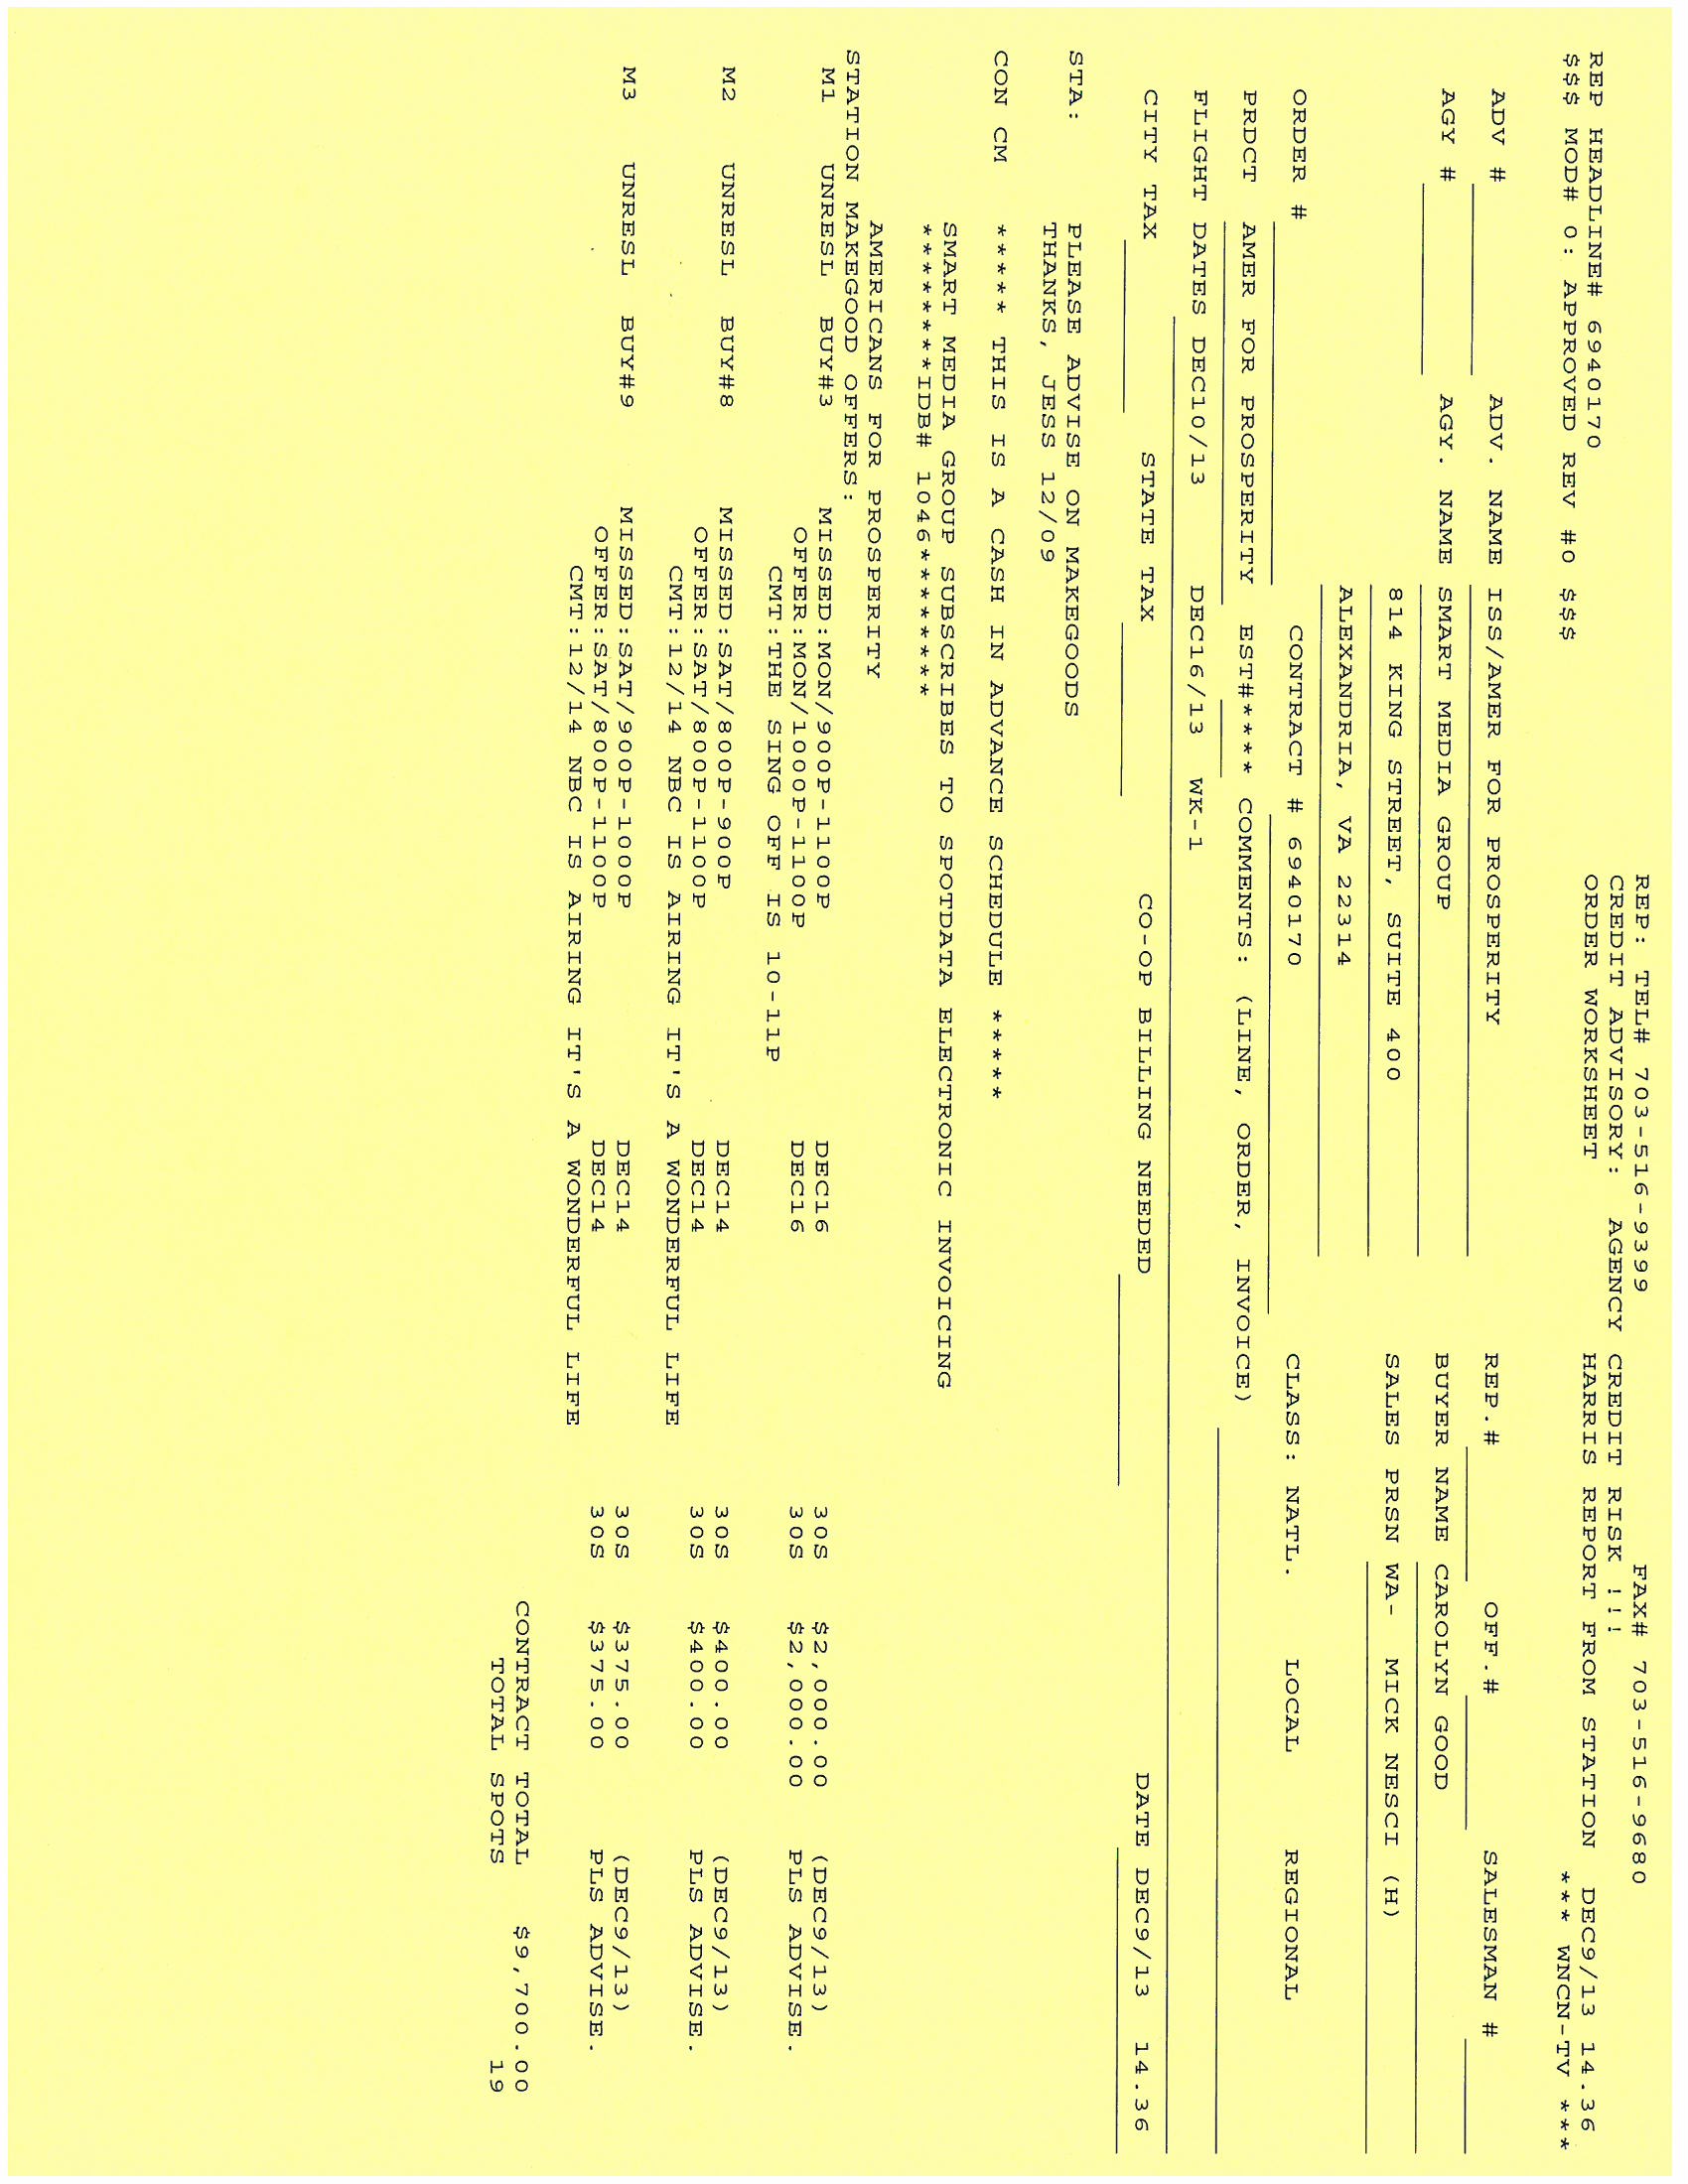 REP: TEL# 703-516-9399 FAX# 703-516-9680
CREDIT ADVISORY: AGENCY CREDIT RISK !!!
REP HEADLINE# 6940170 ORDER WORKSHEET HARRIS REPORT FROM STATION DEC9/13 14.36
$$$ MOD# 0: APPROVED REV #0 $$$ *** WNCN-TV ***
ADV # ADV. NAME ISS/AMER FOR PROSPERITY REP.# OFF.# SALESMAN #
AGY # AGY. NAME SMART MEDIA GROUP BUYER NAME CAROLYN GOOD
814 KING STREET, SUITE 400 SALES PRSN WA- MICK NESCI (H)
ALEXANDRIA, VA 22314
ORDER # CONTRACT # 6940170 CLASS: NATL. LOCAL REGIONAL
PRDCT AMER FOR PROSPERITY EST#**** COMMENTS: (LINE, ORDER, INVOICE)
FLIGHT DATES DEC10/13 DEC16/13 WK-1
CITY TAX STATE TAX CO-OP BILLING NEEDED DATE DEC9/13 14.36
STA: PLEASE ADVISE ON MAKEGOODS
THANKS, JESS 12/09
CON CM ***** THIS IS A CASH IN ADVANCE SCHEDULE *****
SMART MEDIA GROUP SUBSCRIBES TO SPOTDATA ELECTRONIC INVOICING
********IDB# 1046********
AMERICANS FOR PROSPERITY
STATION MAKEGOOD OFFERS:
M1 UNRESL BUY#3 MISSED:MON/900P-1100P DEC16 30S $2,000.00 (DEC9/13)
OFFER:MON/1000P-1100P DEC16 30S $2,000.00 PLS ADVISE.
CMT:THE SING OFF IS 10-11P
M2 UNRESL BUY#8 MISSED:SAT/800P-900P DEC14 30S $400.00 (DEC9/13)
OFFER:SAT/800P-1100P DEC14 30S $400.00 PLS ADVISE.
CMT:12/14 NBC IS AIRING IT'S A WONDERFUL LIFE
M3 UNRESL BUY#9 MISSED:SAT/900P-1000P DEC14 30S $375.00 (DEC9/13)
OFFER:SAT/800P-1100P DEC14 30S $375.00 PLS ADVISE.
CMT:12/14 NBC IS AIRING IT'S A WONDERFUL LIFE
CONTRACT TOTAL $9,700.00
TOTAL SPOTS 19